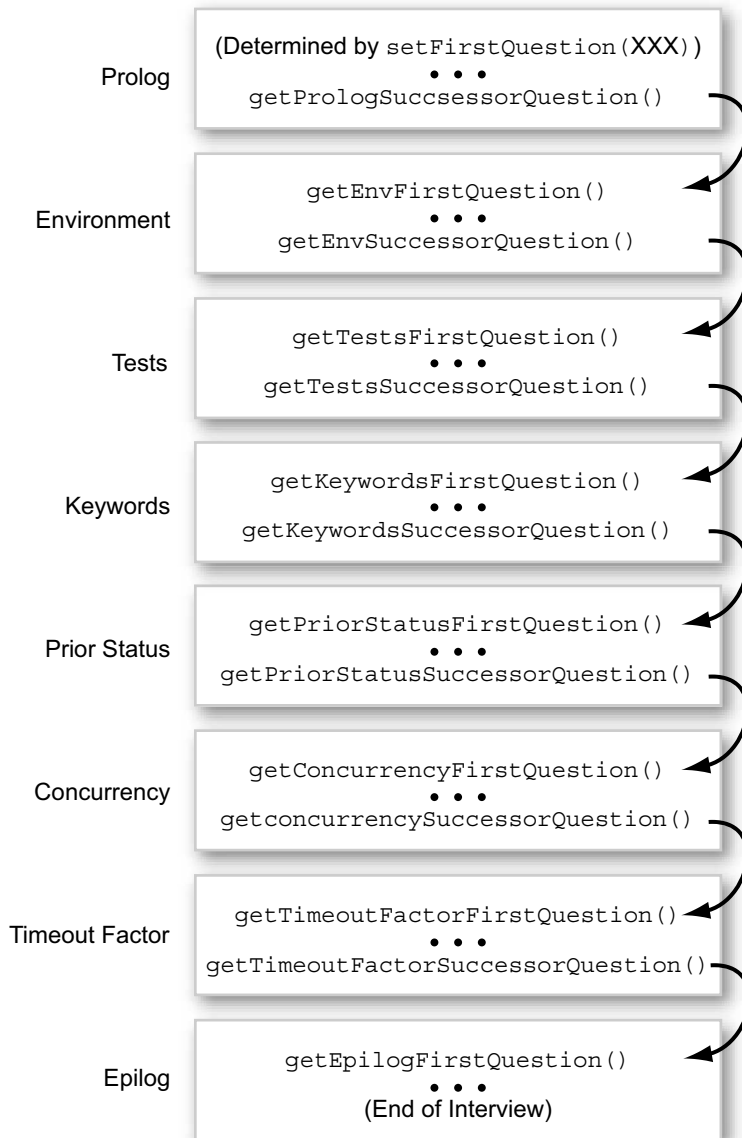 (Determined by setFirstQuestion(XXX))
• • •
Prolog
getPrologSuccsessorQuestion()
getEnvFirstQuestion()
• • •
Environment
getEnvSuccessorQuestion()
getTestsFirstQuestion()
• • •
Tests
getTestsSuccessorQuestion()
getKeywordsFirstQuestion()
• • •
Keywords
getKeywordsSuccessorQuestion()
getPriorStatusFirstQuestion()
• • •
Prior Status
getPriorStatusSuccessorQuestion()
getConcurrencyFirstQuestion()
• • •
Concurrency
getconcurrencySuccessorQuestion()
getTimeoutFactorFirstQuestion()
• • •
Timeout Factor
getTimeoutFactorSuccessorQuestion()
getEpilogFirstQuestion()
• • •
Epilog
(End of Interview)